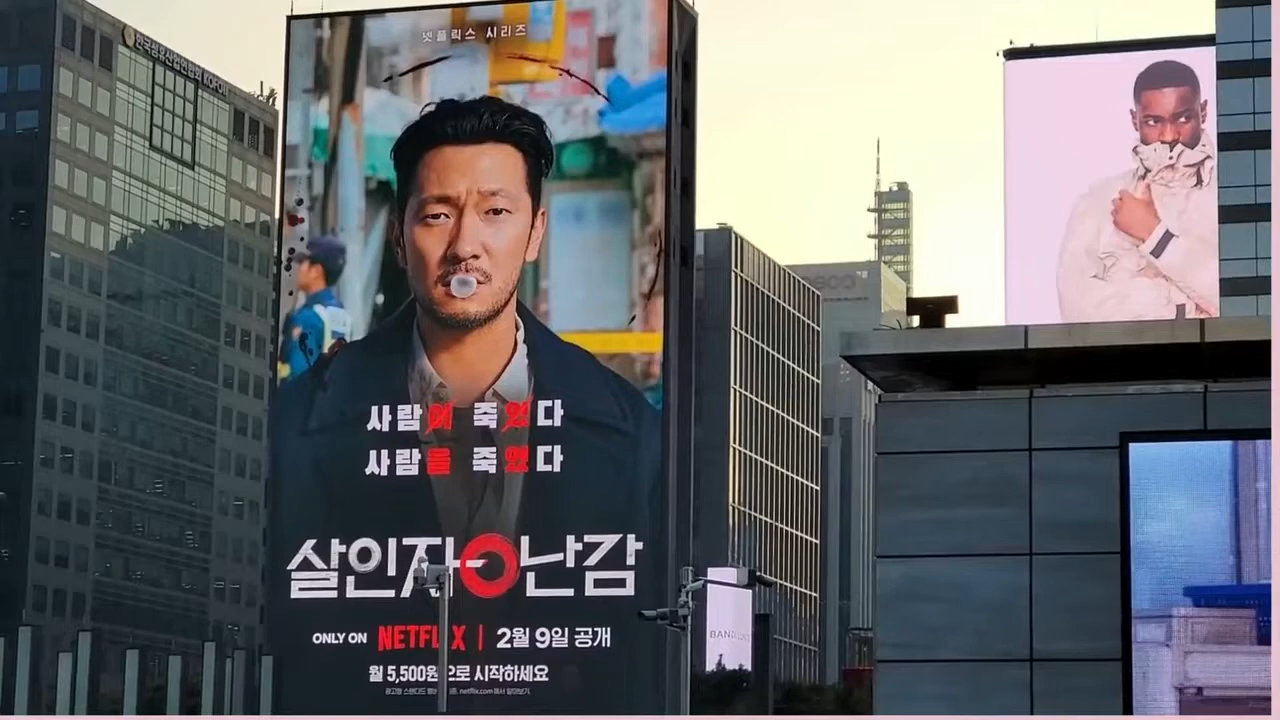 넷플릭스 시리즈
사람이 죽었다
사람을 죽였다
살인자ㅇ난감
ONLY ON NETFLIX | 2월 9일 공개
월 5,500원으로 시작하세요